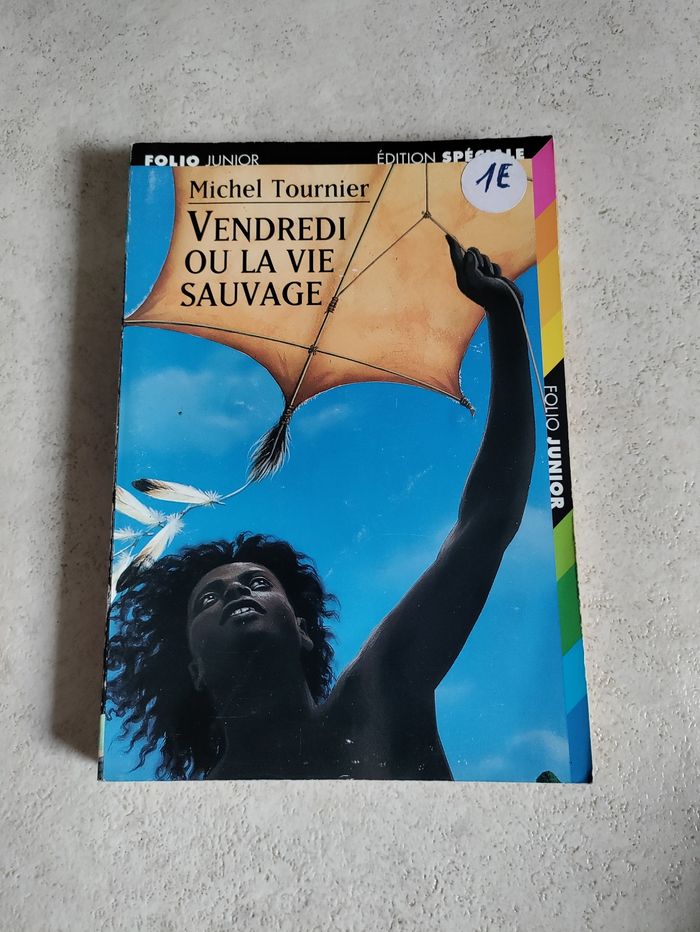 FOLIO JUNIOR
ÉDITION SPÉCIALE
1E
Michel Tournier
VENDREDI
OU LA VIE
SAUVAGE
FOLIO JUNIOR